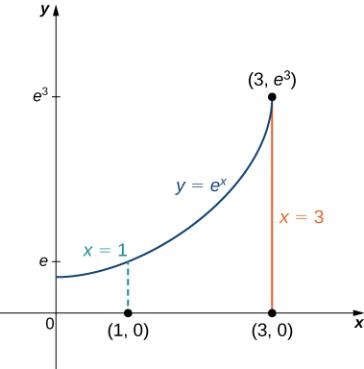 y
(3, e³)
e³
y = eˣ
x = 3
x = 1
e
0
(1, 0)
(3, 0)
x